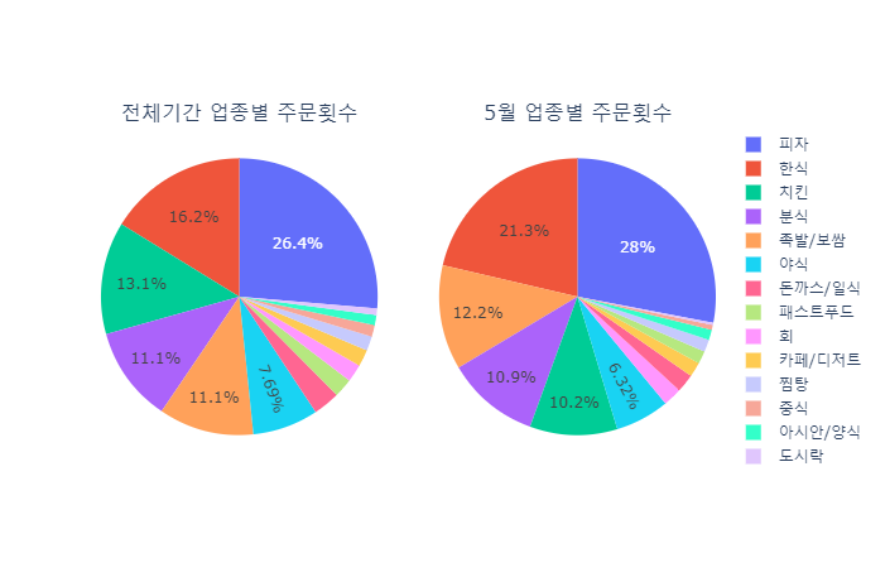 전체기간 업종별 주문횟수
5월 업종별 주문횟수
26.4%
16.2%
13.1%
11.1%
11.1%
7.69%
28%
21.3%
12.2%
10.9%
10.2%
6.32%
피자
한식
치킨
분식
족발/보쌈
야식
돈까스/일식
패스트푸드
회
카페/디저트
찜탕
중식
아시안/양식
도시락